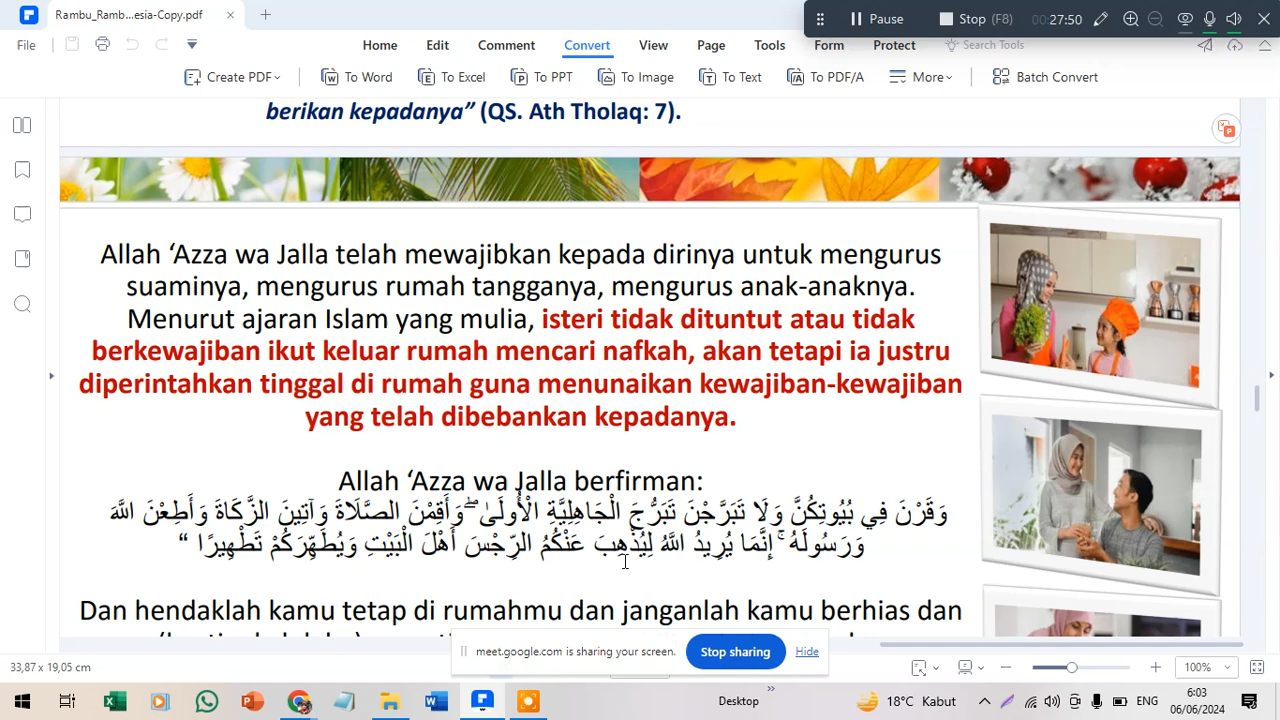 Rambu_Ramb...esia-Copy.pdf
Pause
Stop (F8)
00:27:50
File
Home
Edit
Comment
Convert
View
Page
Tools
Form
Protect
Search Tools
Create PDF
To Word
To Excel
To PPT
To Image
To Text
To PDF/A
More
Batch Convert
berikan kepadanya” (QS. Ath Tholaq: 7).
Allah ‘Azza wa Jalla telah mewajibkan kepada dirinya untuk mengurus
suaminya, mengurus rumah tangganya, mengurus anak-anaknya.
Menurut ajaran Islam yang mulia, isteri tidak dituntut atau tidak
berkewajiban ikut keluar rumah mencari nafkah, akan tetapi ia justru
diperintahkan tinggal di rumah guna menunaikan kewajiban-kewajiban
yang telah dibebankan kepadanya.
Allah ‘Azza wa Jalla berfirman:
وَقَرْنَ فِي بُيُوتِكُنَّ وَلَا تَبَرَّجْنَ تَبَرُّجَ الْجَاهِلِيَّةِ الْأُولَىٰ ۖ وَأَقِمْنَ الصَّلَاةَ وَآتِينَ الزَّكَاةَ وَأَطِعْنَ اللَّهَ
وَرَسُولَهُ ۚ إِنَّمَا يُرِيدُ اللَّهُ لِيُذْهِبَ عَنْكُمُ الرِّجْسَ أَهْلَ الْبَيْتِ وَيُطَهِّرَكُمْ تَطْهِيرًا “
Dan hendaklah kamu tetap di rumahmu dan janganlah kamu berhias dan
meet.google.com is sharing your screen.
Stop sharing
Hide
33,87 x 19,05 cm
100%
Desktop
18°C Kabut
ENG
6:03
06/06/2024